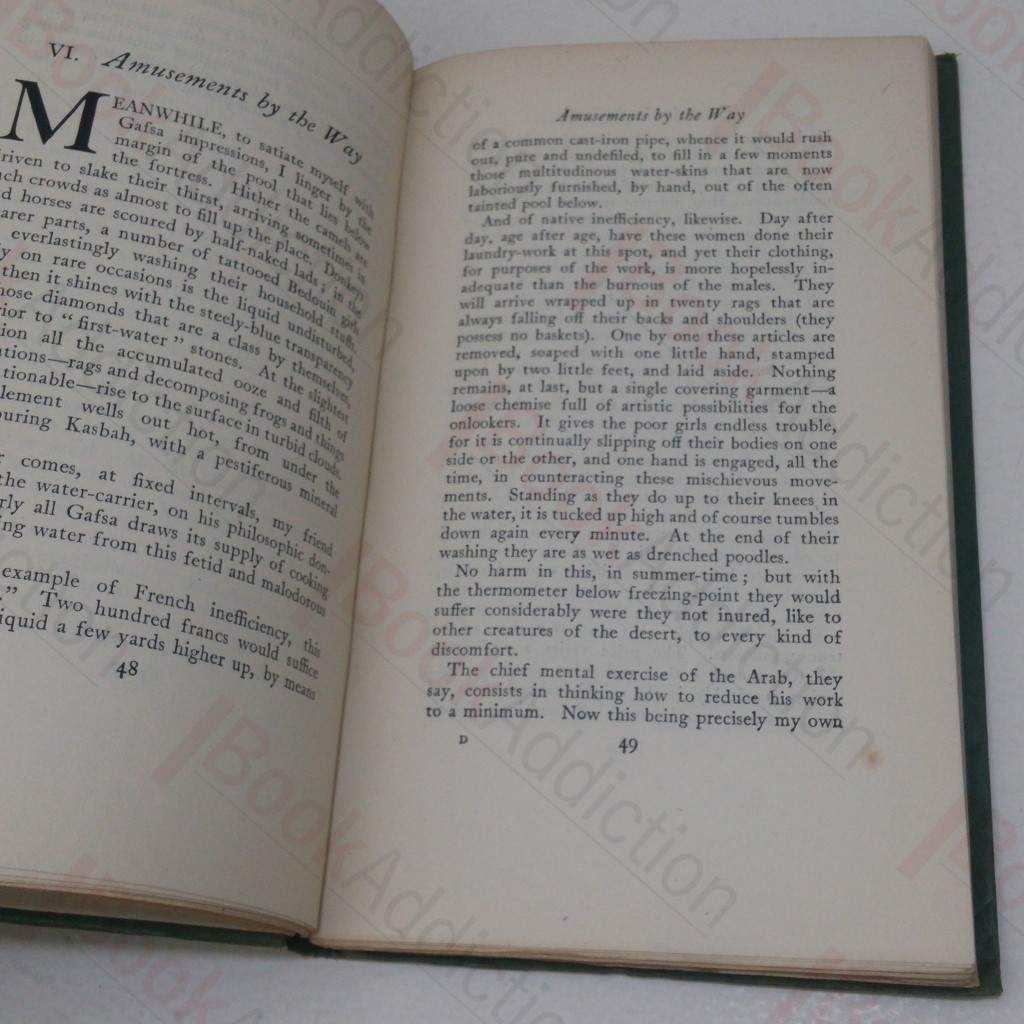 VI. Amusements by the Way
MEANWHILE, to satiate myself with
Gafsa impressions, I linger by the
margin of the pool that lies below
the fortress. Hither the camels are
riven to slake their thirst, arriving sometimes in
ch crowds as almost to fill up the place. Donkeys
d horses are scoured by half-naked lads; in the
arer parts, a number of tattooed Bedouin girls
everlastingly washing their household stuffs.
y on rare occasions is the liquid undisturbed,
then it shines with the steely-blue transparency
hose diamonds that are a class by themselves,
rior to "first-water" stones. At the slightest
ion all the accumulated ooze and filth of
tions—rags and decomposing frogs and things
tionable—rise to the surface in turbid clouds.
lement wells out hot, from under the
ouring Kasbah, with a pestiferous mineral
r comes, at fixed intervals, my friend
the water-carrier, on his philosophic don-
rly all Gafsa draws its supply of cooking
ing water from this fetid and malodorous
example of French inefficiency, this
" Two hundred francs would suffice
iquid a few yards higher up, by means
48
Amusements by the Way
of a common cast-iron pipe, whence it would rush
out, pure and undefiled, to fill in a few moments
those multitudinous water-skins that are now
laboriously furnished, by hand, out of the often
tainted pool below.
And of native inefficiency, likewise. Day after
day, age after age, have these women done their
laundry-work at this spot, and yet their clothing,
for purposes of the work, is more hopelessly in-
adequate than the burnous of the males. They
will arrive wrapped up in twenty rags that are
always falling off their backs and shoulders (they
possess no baskets). One by one these articles are
removed, soaped with one little hand, stamped
upon by two little feet, and laid aside. Nothing
remains, at last, but a single covering garment—a
loose chemise full of artistic possibilities for the
onlookers. It gives the poor girls endless trouble,
for it is continually slipping off their bodies on one
side or the other, and one hand is engaged, all the
time, in counteracting these mischievous move-
ments. Standing as they do up to their knees in
the water, it is tucked up high and of course tumbles
down again every minute. At the end of their
washing they are as wet as drenched poodles.
No harm in this, in summer-time; but with
the thermometer below freezing-point they would
suffer considerably were they not inured, like to
other creatures of the desert, to every kind of
discomfort.
The chief mental exercise of the Arab, they
say, consists in thinking how to reduce his work
to a minimum. Now this being precisely my own
D 49
BookAddiction